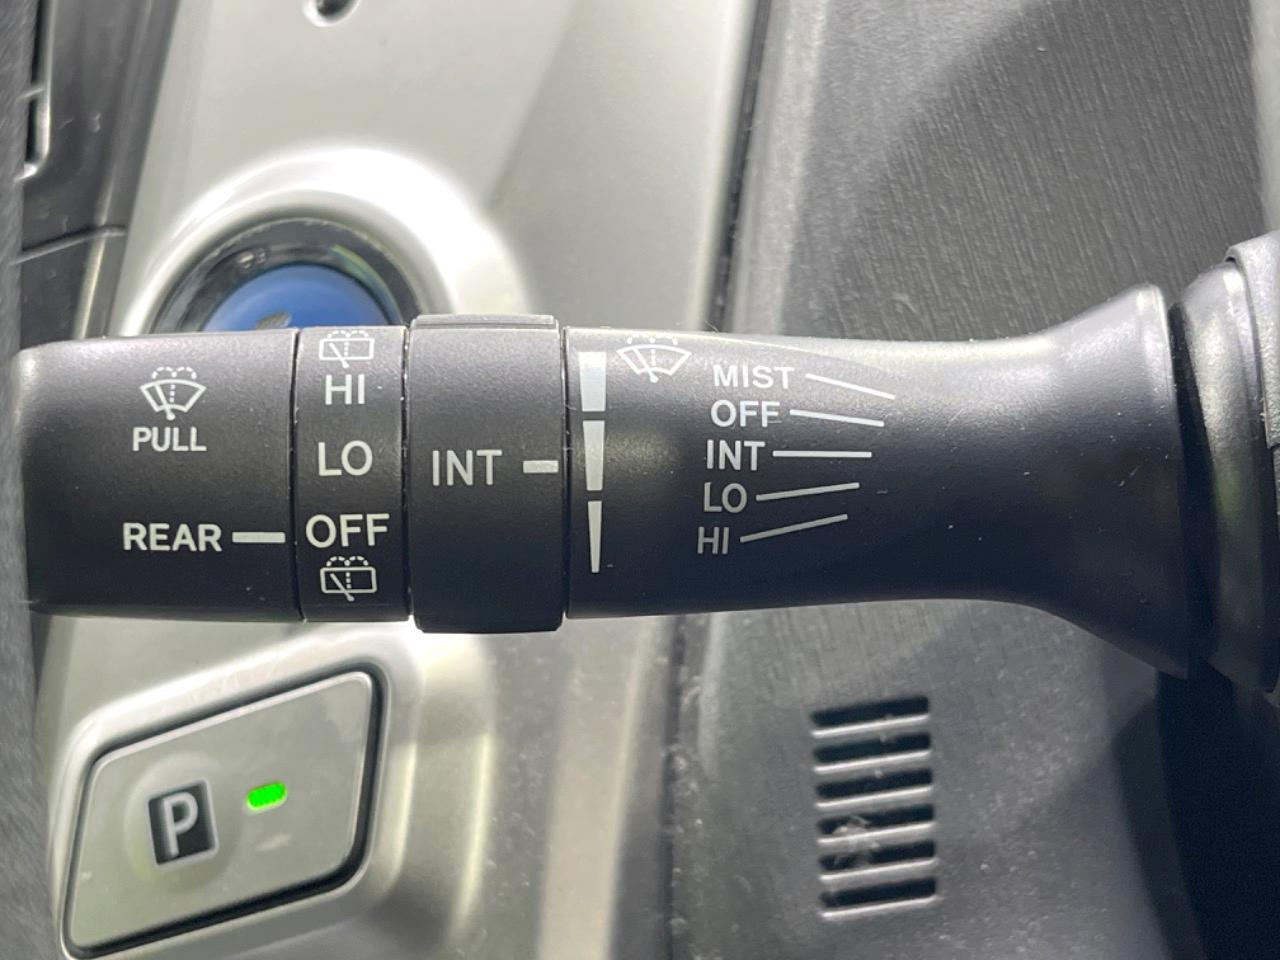 PULL
REAR
HI
LO
OFF
INT
MIST
OFF
INT
LO
HI
P